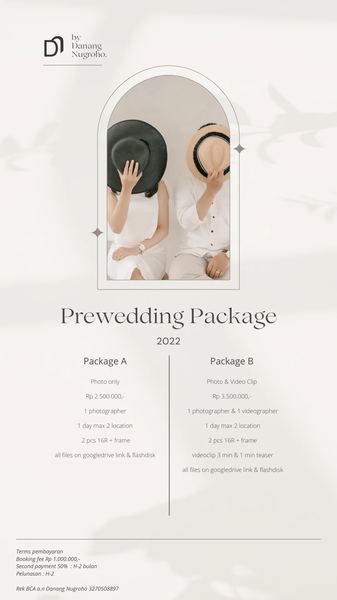 by
Danang
Nugroho.
Prewedding Package
2022
Package A
Photo only
Rp 2.500.000,-
1 photographer
1 day max 2 location
2 pcs 16R + frame
all files on googledrive link & flashdisk
Package B
Photo & Video Clip
Rp 3.500.000,-
1 photographer & 1 videographer
1 day max 2 location
2 pcs 16R + frame
videoclip 3 min & 1 min teaser
all files on googledrive link & flashdisk
Terms pembayaran
Booking fee Rp 1.000.000,-
Second payment 50% : H-2 bulan
Pelunasan : H-2
Rek BCA a.n Danang Nugroho 3270508897